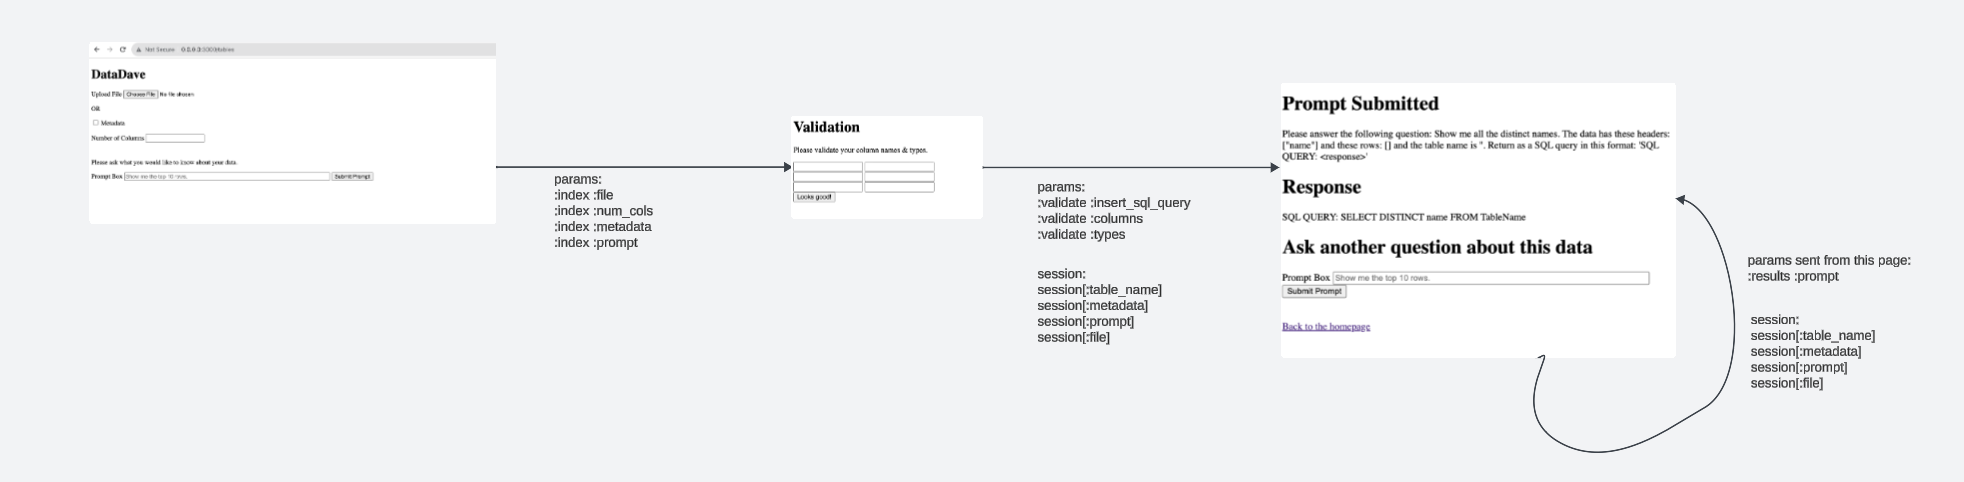 Not Secure
DataDave
Upload File Choose File No file chosen
OR
Metadata
Number of Columns
Please ask what you would like to know about your data.
Prompt Box Show me the top 10 rows. Submit Prompt
params:
:index :file
:index :num_cols
:index :metadata
:index :prompt
Validation
Please validate your column names & types.
Looks good!
params:
:validate :insert_sql_query
:validate :columns
:validate :types
session:
session[:table_name]
session[:metadata]
session[:prompt]
session[:file]
Prompt Submitted
Please answer the following question: Show me all the distinct names. The data has these headers:
["name"] and these rows: [] and the table name is ''. Return as a SQL query in this format: 'SQL
QUERY: <response>'
Response
SQL QUERY: SELECT DISTINCT name FROM TableName
Ask another question about this data
Prompt Box Show me the top 10 rows.
Submit Prompt
Back to the homepage
params sent from this page:
:results :prompt
session:
session[:table_name]
session[:metadata]
session[:prompt]
session[:file]